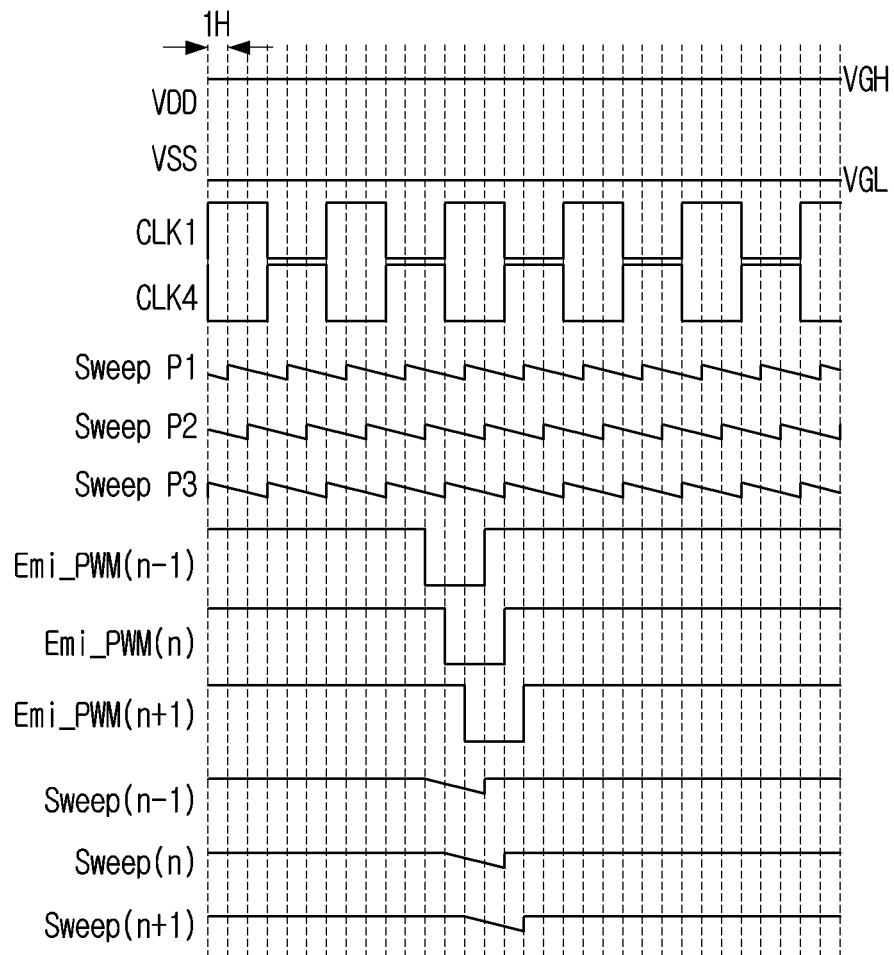 1H
VGH
VDD
VSS
VGL
CLK1
CLK4
Sweep P1
Sweep P2
Sweep P3
Emi_PWM(n-1)
Emi_PWM(n)
Emi_PWM(n+1)
Sweep(n-1)
Sweep(n)
Sweep(n+1)